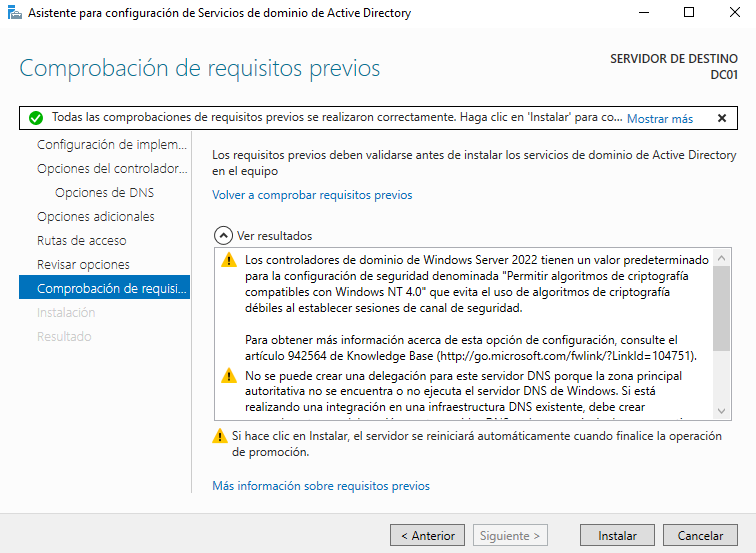 Asistente para configuración de Servicios de dominio de Active Directory
Comprobación de requisitos previos
SERVIDOR DE DESTINO
DC01
Todas las comprobaciones de requisitos previos se realizaron correctamente. Haga clic en 'Instalar' para co... Mostrar más
Configuración de implem...
Opciones del controlador...
Opciones de DNS
Opciones adicionales
Rutas de acceso
Revisar opciones
Comprobación de requisi...
Instalación
Resultado
Los requisitos previos deben validarse antes de instalar los servicios de dominio de Active Directory
en el equipo
Volver a comprobar requisitos previos
Ver resultados
Los controladores de dominio de Windows Server 2022 tienen un valor predeterminado
para la configuración de seguridad denominada "Permitir algoritmos de criptografía
compatibles con Windows NT 4.0" que evita el uso de algoritmos de criptografía
débiles al establecer sesiones de canal de seguridad.
Para obtener más información acerca de esta opción de configuración, consulte el
artículo 942564 de Knowledge Base (http://go.microsoft.com/fwlink/?LinkId=104751).
No se puede crear una delegación para este servidor DNS porque la zona principal
autoritativa no se encuentra o no ejecuta el servidor DNS de Windows. Si está
realizando una integración en una infraestructura DNS existente, debe crear
Si hace clic en Instalar, el servidor se reiniciará automáticamente cuando finalice la operación
de promoción.
Más información sobre requisitos previos
< Anterior
Siguiente >
Instalar
Cancelar